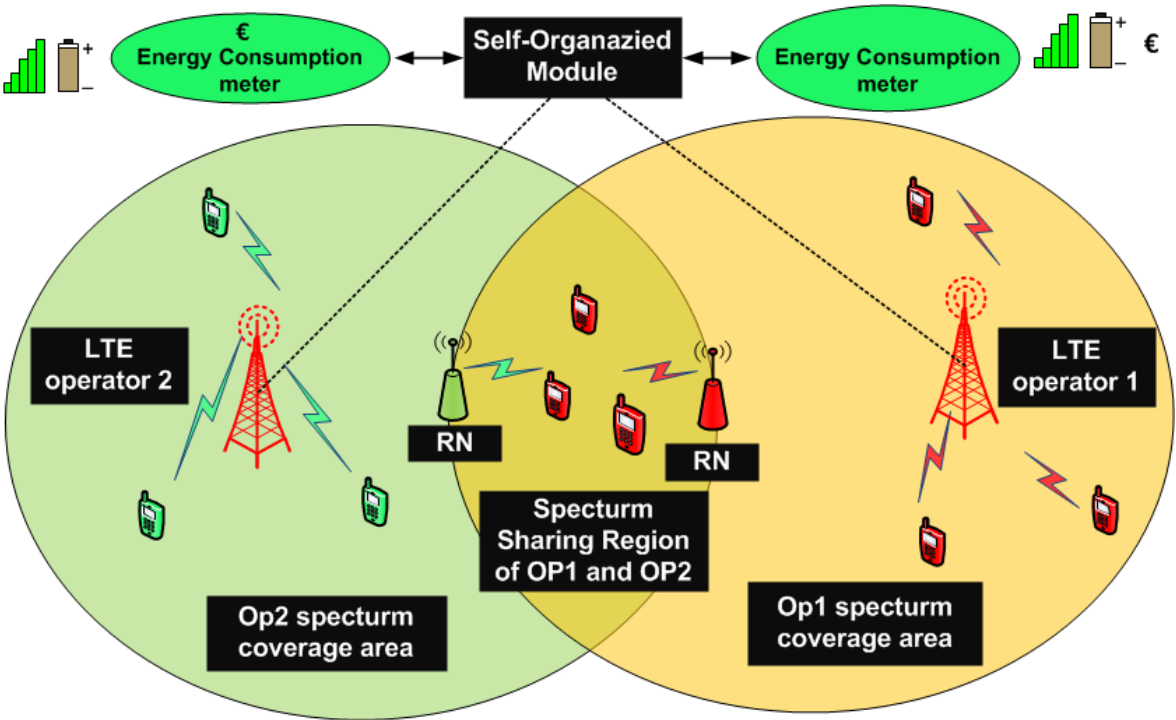 €
Energy Consumption
meter
+
–
Self-Organazied
Module
Energy Consumption
meter
+
–
€
LTE
operator 2
RN
RN
LTE
operator 1
Specturm
Sharing Region
of OP1 and OP2
Op2 specturm
coverage area
Op1 specturm
coverage area